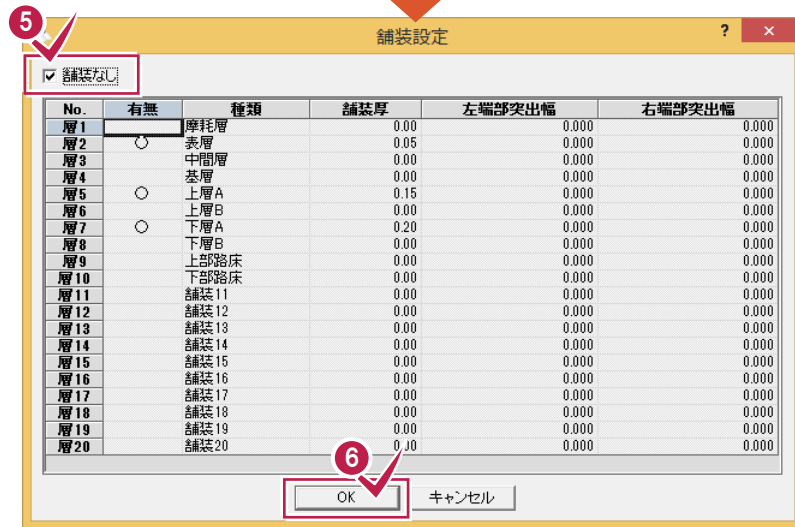 5
舗装設定 ? ×
舗装なし
No. 有無 種類 舗装厚 左端部突出幅 右端部突出幅
層1 摩耗層 0.00 0.000 0.000
層2 ○ 表層 0.05 0.000 0.000
層3 中間層 0.00 0.000 0.000
層4 基層 0.00 0.000 0.000
層5 ○ 上層A 0.15 0.000 0.000
層6 上層B 0.00 0.000 0.000
層7 ○ 下層A 0.20 0.000 0.000
層8 下層B 0.00 0.000 0.000
層9 上部路床 0.00 0.000 0.000
層10 下部路床 0.00 0.000 0.000
層11 舗装11 0.00 0.000 0.000
層12 舗装12 0.00 0.000 0.000
層13 舗装13 0.00 0.000 0.000
層14 舗装14 0.00 0.000 0.000
層15 舗装15 0.00 0.000 0.000
層16 舗装16 0.00 0.000 0.000
層17 舗装17 0.00 0.000 0.000
層18 舗装18 0.00 0.000 0.000
層19 舗装19 0.00 0.000 0.000
層20 舗装20 0.00 0.000 0.000
6
OK キャンセル